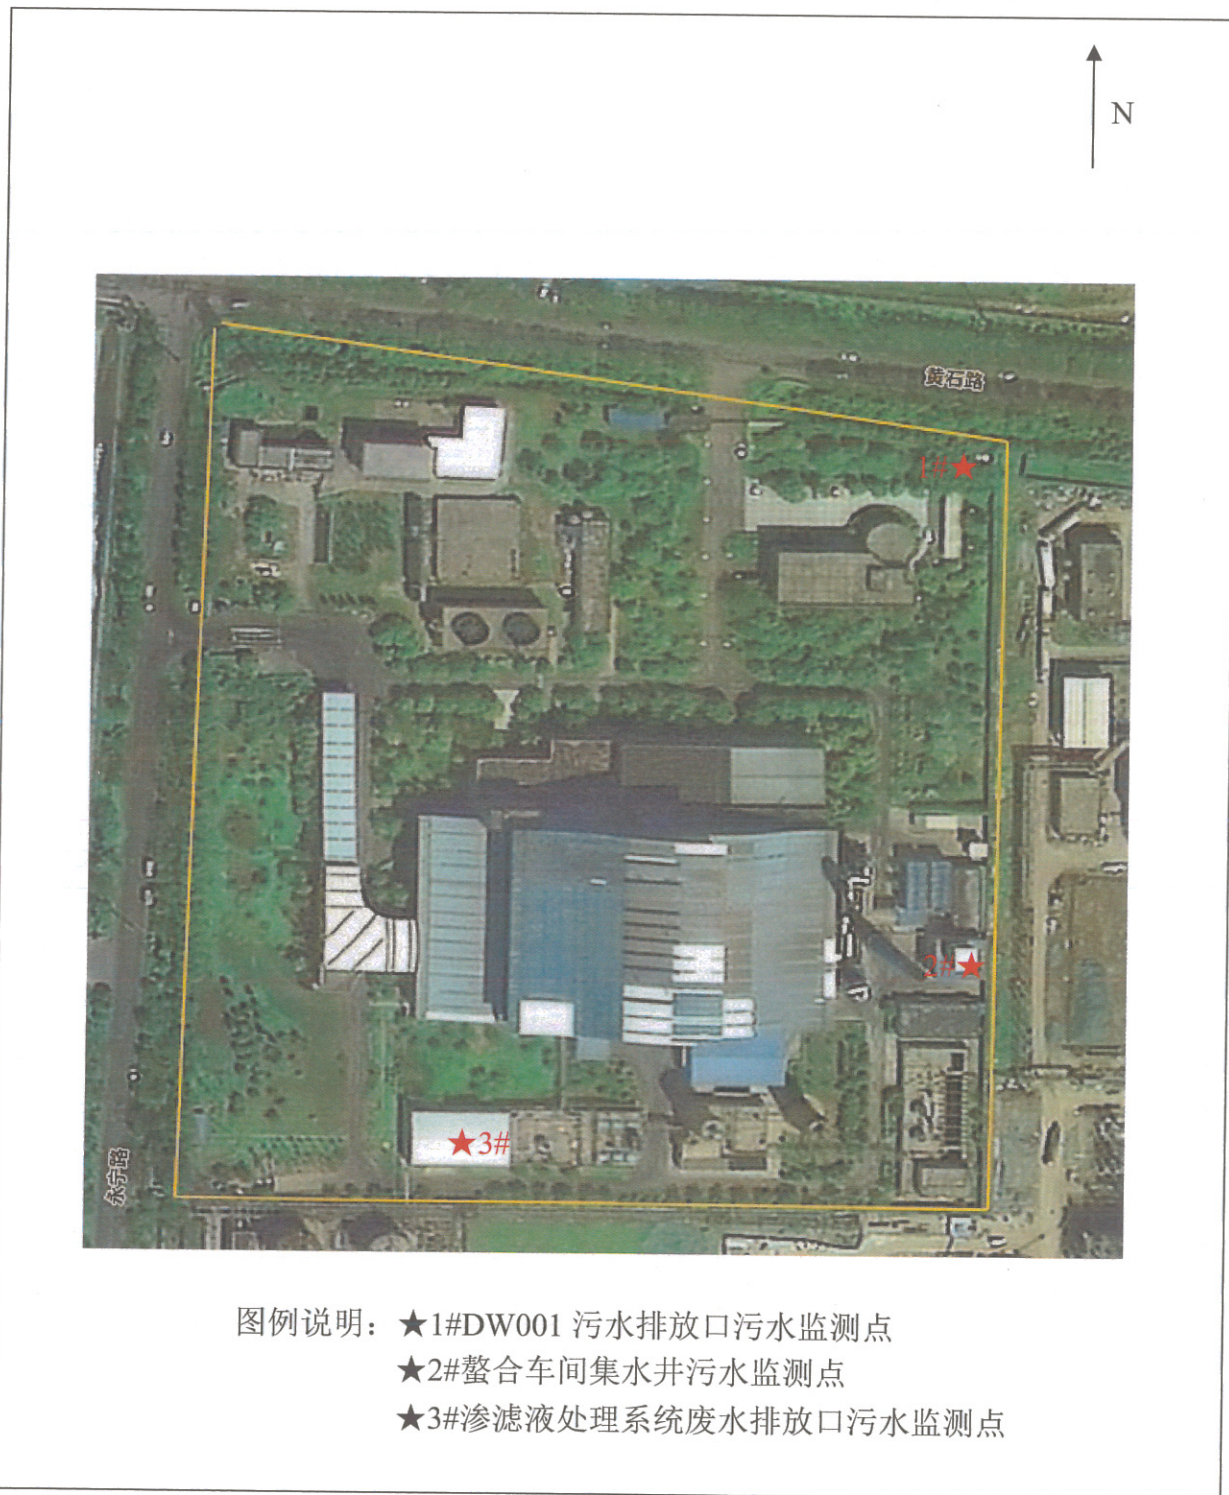 N
黄石路
1#★
2#★
★3#
永宁路
图例说明：★1#DW001 污水排放口污水监测点
★2#螯合车间集水井污水监测点
★3#渗滤液处理系统废水排放口污水监测点